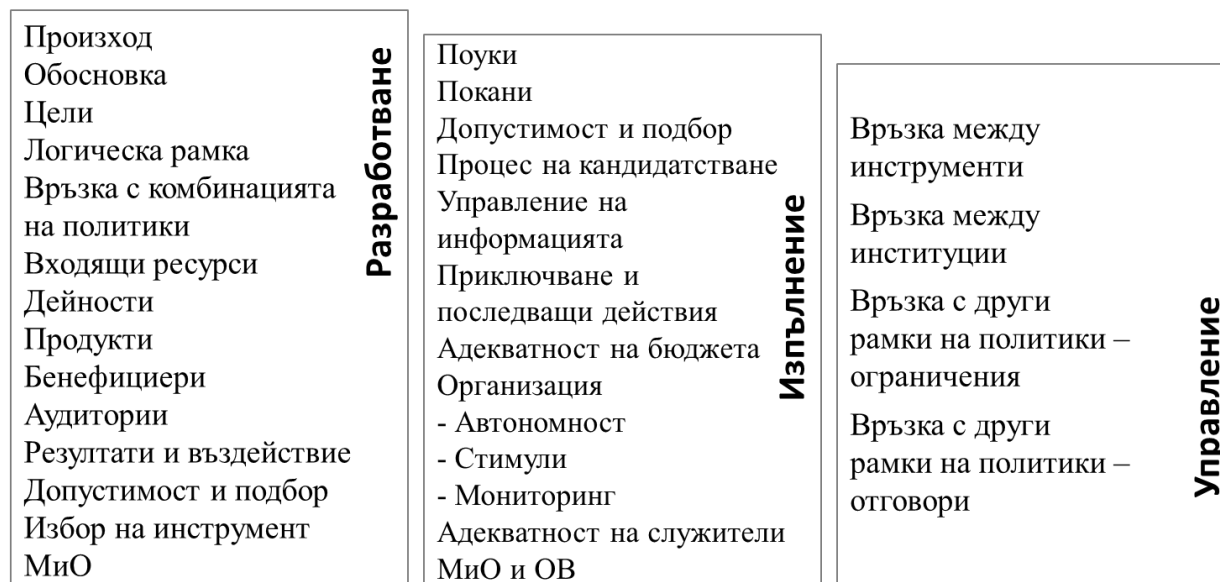 Произход
Обосновка
Цели
Логическа рамка
Връзка с комбинацията
на политики
Входящи ресурси
Дейности
Продукти
Бенефициери
Аудитории
Резултати и въздействие
Допустимост и подбор
Избор на инструмент
МиО
Разработване
Поуки
Покани
Допустимост и подбор
Процес на кандидатстване
Управление на
информацията
Приключване и
последващи действия
Адекватност на бюджета
Организация
- Автономност
- Стимули
- Мониторинг
Адекватност на служители
МиО и ОВ
Изпълнение
Връзка между
инструменти
Връзка между
институции
Връзка с други
рамки на политики –
ограничения
Връзка с други
рамки на политики –
отговори
Управление